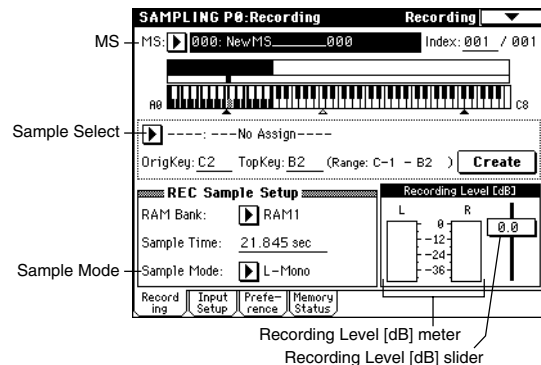 SAMPLING P0:Recording Recording
MS MS: 000: NewMS_______000 Index: 001 / 001
A0 C8
Sample Select ----: ---No Assign----
OrigKey: C2 TopKey: B2 (Range: C-1 - B2 ) Create
REC Sample Setup Recording Level [dB]
RAM Bank: RAM1 L R
0 0.0
Sample Time: 21.845 sec -12
-24
Sample Mode Sample Mode: L-Mono -36
Record ing Input Setup Prefe- rence Memory Status
Recording Level [dB] meter
Recording Level [dB] slider